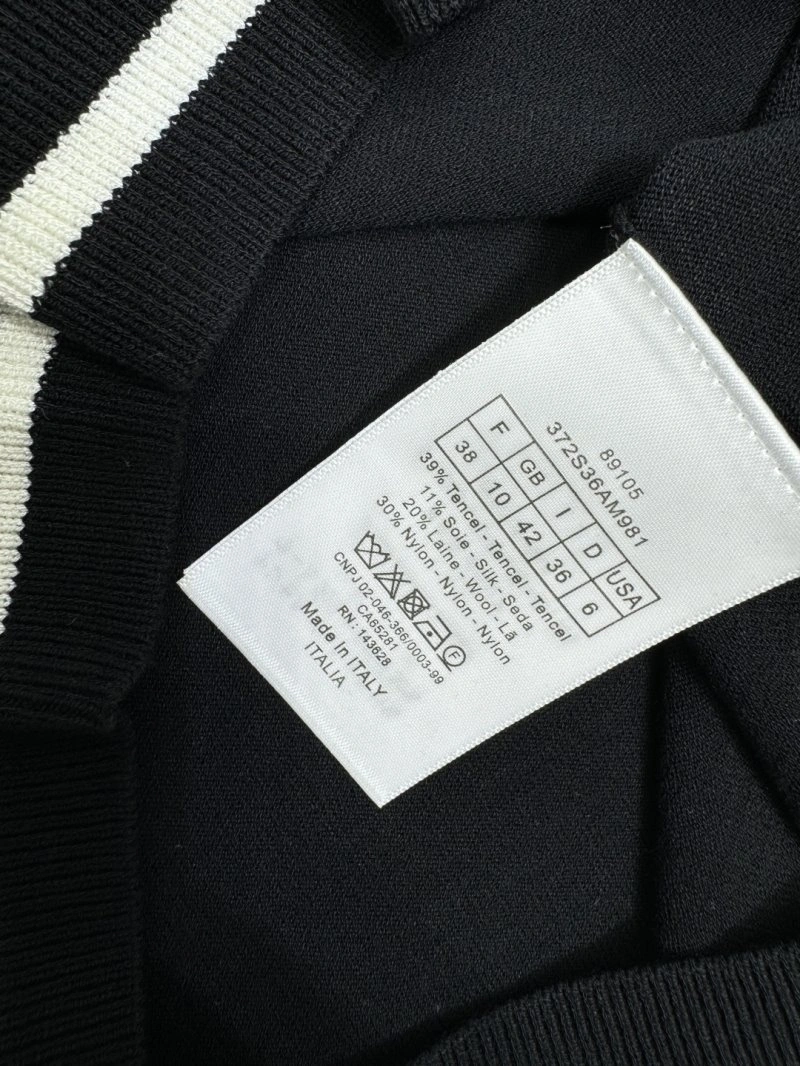 89105
372S36AM981
F GB I D USA
38 10 42 36 6
39% Tencel - Tencel - Tencel
11% Soie - Silk - Seda
20% Laine - Wool - Lã
30% Nylon - Nylon - Nylon
F
CNPJ 02-046-366/0003-99
CA65281
RN : 143628
Made In ITALY
ITALIA